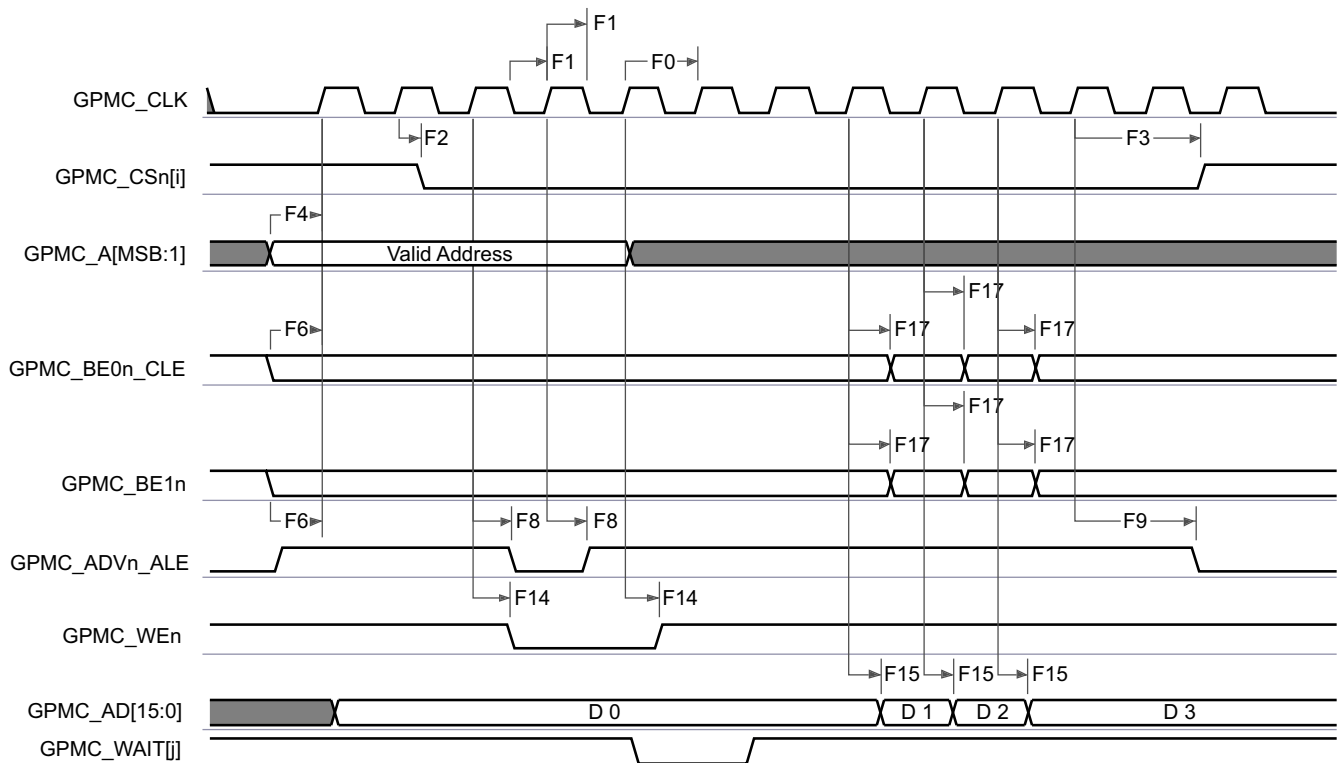 F1
F1
F0
GPMC_CLK
F2
F3
GPMC_CSn[i]
F4
GPMC_A[MSB:1]
Valid Address
F17
F6
F17
F17
GPMC_BE0n_CLE
F17
F17
F17
GPMC_BE1n
F6
F8
F8
F9
GPMC_ADVn_ALE
F14
F14
GPMC_WEn
F15
F15
F15
GPMC_AD[15:0]
D 0
D 1
D 2
D 3
GPMC_WAIT[j]